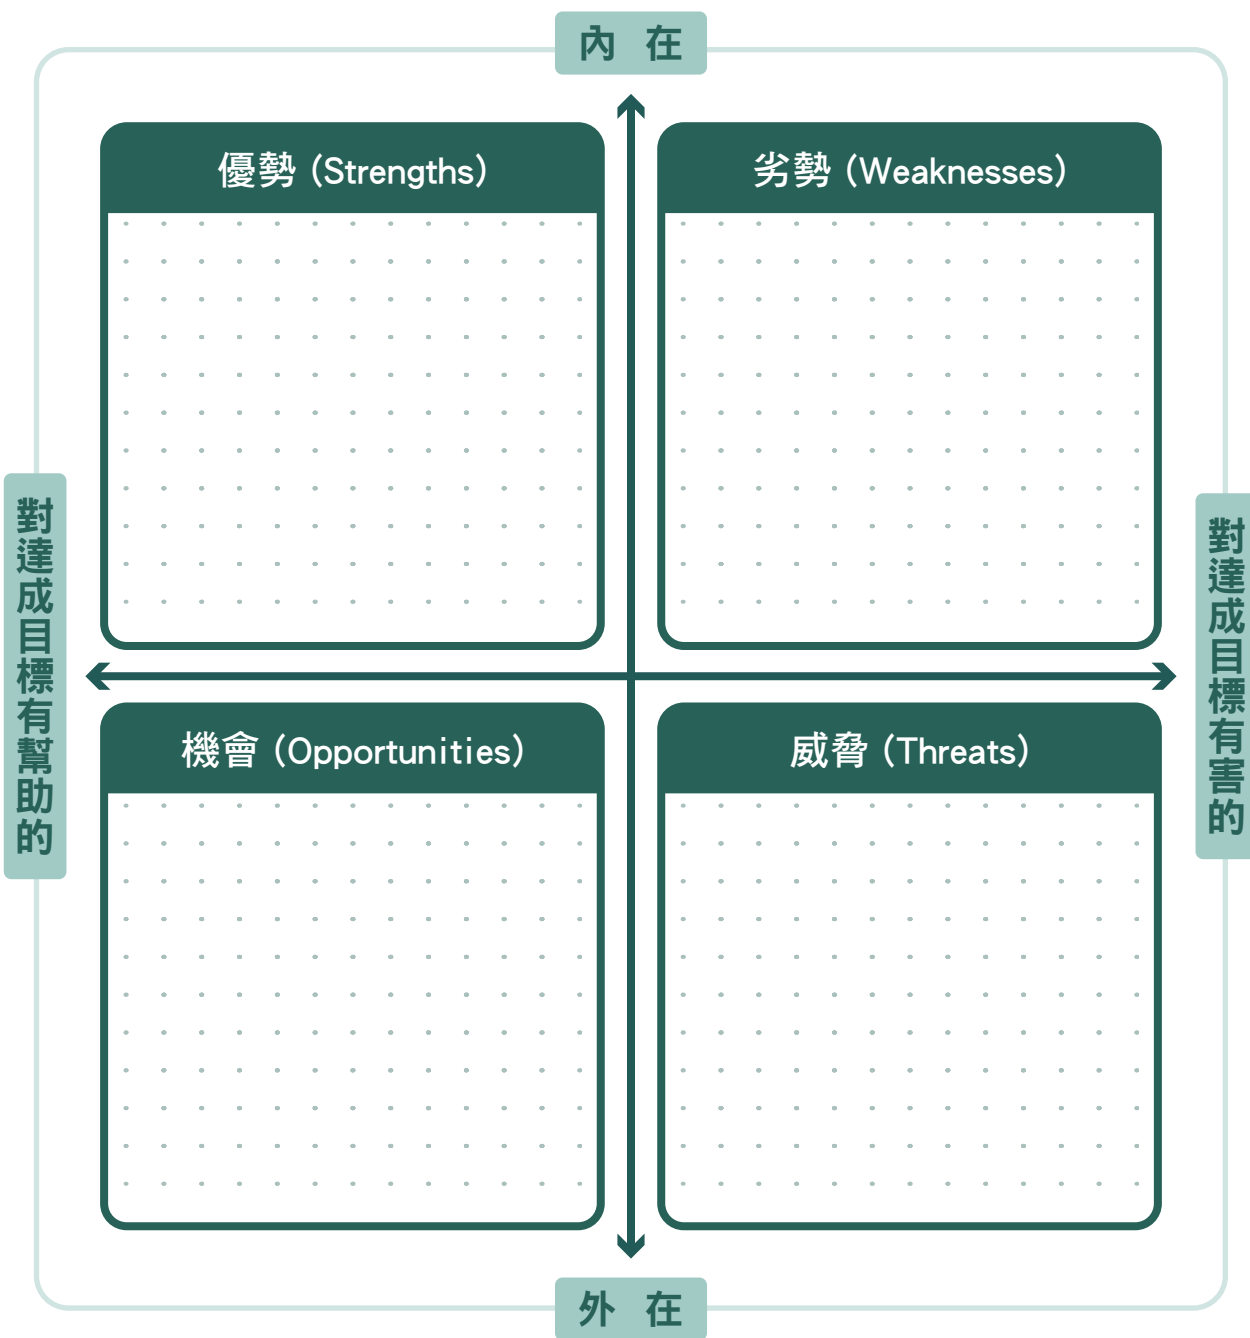 內 在
優勢 (Strengths)
劣勢 (Weaknesses)
對達成目標有幫助的
對達成目標有害的
機會 (Opportunities)
威脅 (Threats)
外 在